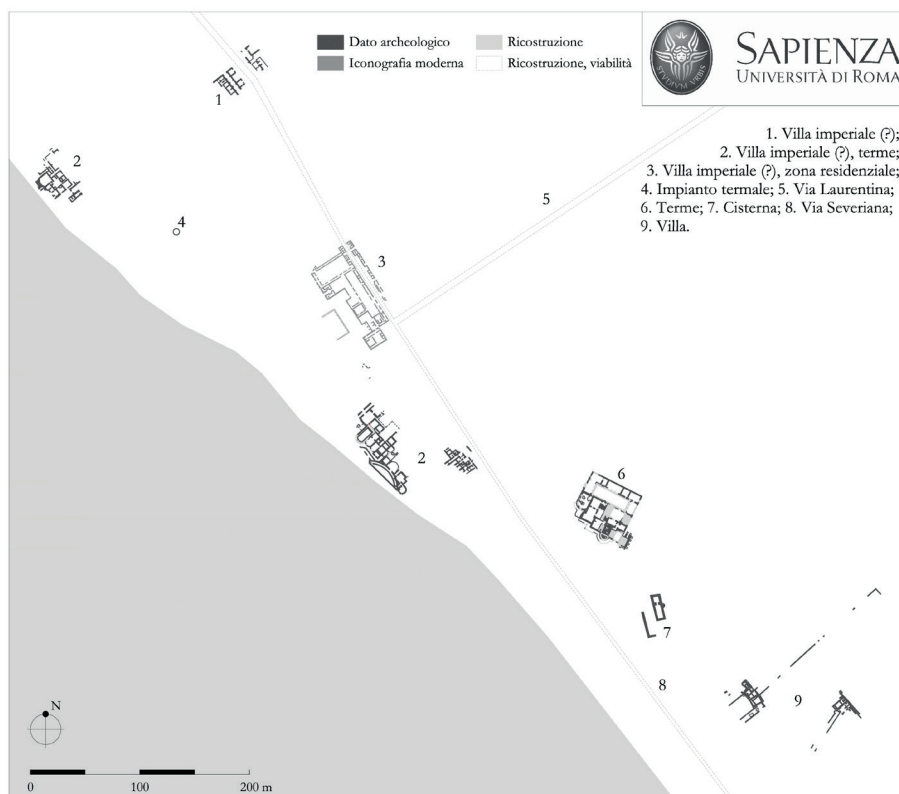 Dato archeologico
Iconografia moderna
Ricostruzione
Ricostruzione, viabilità
STVDIVM VRBIS
SAPIENZA
UNIVERSITÀ DI ROMA
1. Villa imperiale (?);
2. Villa imperiale (?), terme;
3. Villa imperiale (?), zona residenziale;
4. Impianto termale; 5. Via Laurentina;
6. Terme; 7. Cisterna; 8. Via Severiana;
9. Villa.
1
2
4
5
3
2
6
7
8
9
N
0 100 200 m